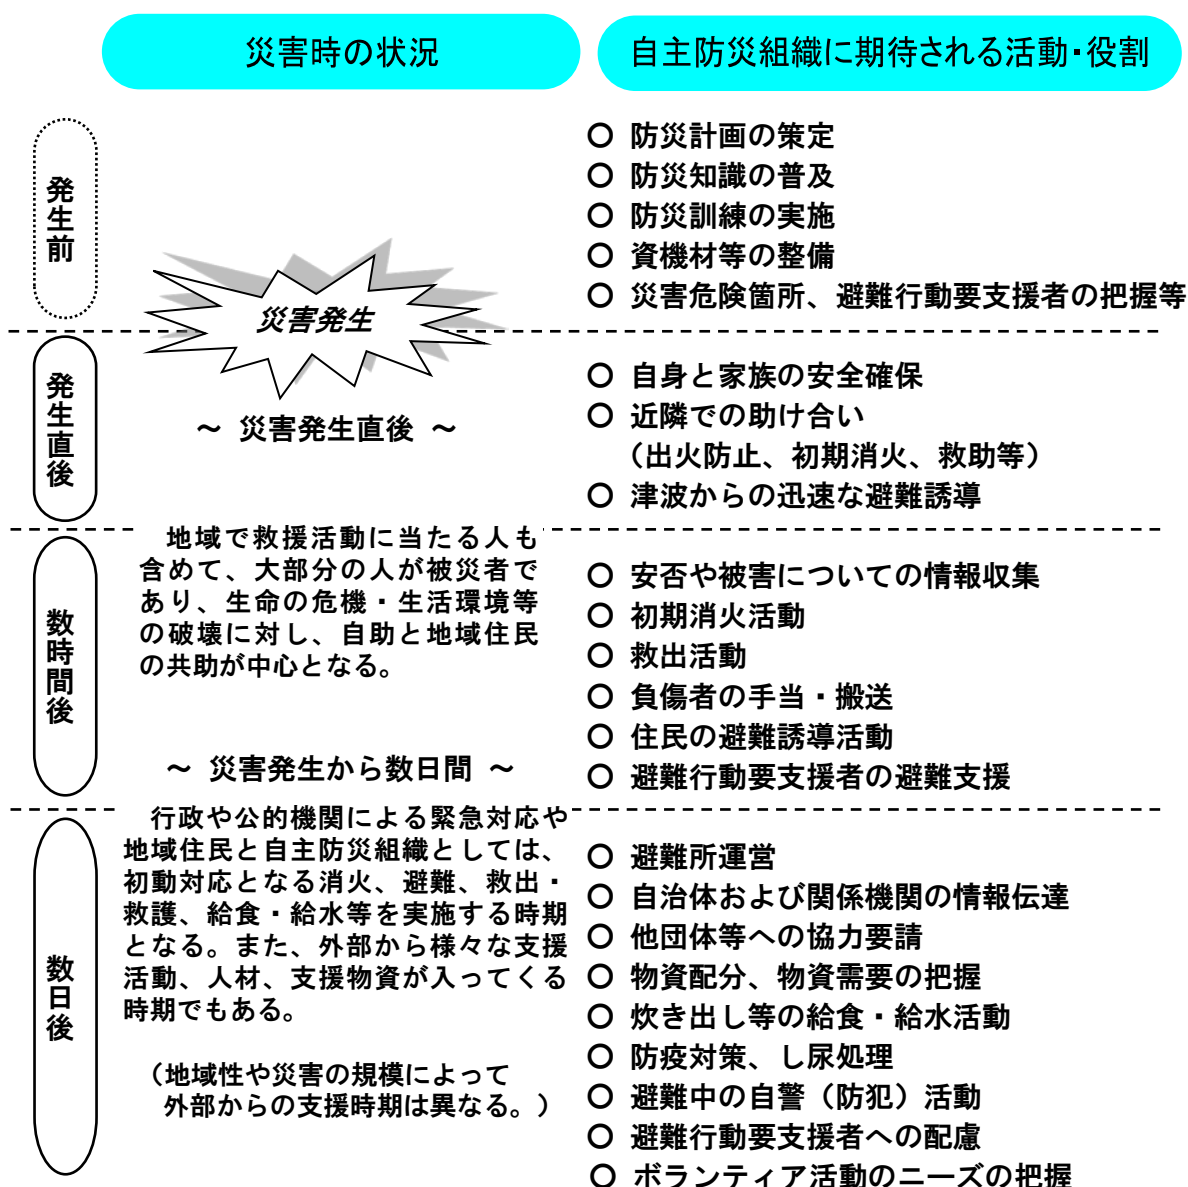 災害時の状況
自主防災組織に期待される活動・役割
発生前
○ 防災計画の策定
○ 防災知識の普及
○ 防災訓練の実施
○ 資機材等の整備
○ 災害危険箇所、避難行動要支援者の把握等
災害発生
発生直後
~ 災害発生直後 ~
○ 自身と家族の安全確保
○ 近隣での助け合い
（出火防止、初期消火、救助等）
○ 津波からの迅速な避難誘導
数時間後
地域で救援活動に当たる人も
含めて、大部分の人が被災者で
あり、生命の危機・生活環境等
の破壊に対し、自助と地域住民
の共助が中心となる。
~ 災害発生から数日間 ~
○ 安否や被害についての情報収集
○ 初期消火活動
○ 救出活動
○ 負傷者の手当・搬送
○ 住民の避難誘導活動
○ 避難行動要支援者の避難支援
数日後
行政や公的機関による緊急対応や
地域住民と自主防災組織としては、
初動対応となる消火、避難、救出・
救護、給食・給水等を実施する時期
となる。また、外部から様々な支援
活動、人材、支援物資が入ってくる
時期でもある。
（地域性や災害の規模によって
外部からの支援時期は異なる。）
○ 避難所運営
○ 自治体および関係機関の情報伝達
○ 他団体等への協力要請
○ 物資配分、物資需要の把握
○ 炊き出し等の給食・給水活動
○ 防疫対策、し尿処理
○ 避難中の自警（防犯）活動
○ 避難行動要支援者への配慮
○ ボランティア活動のニーズの把握